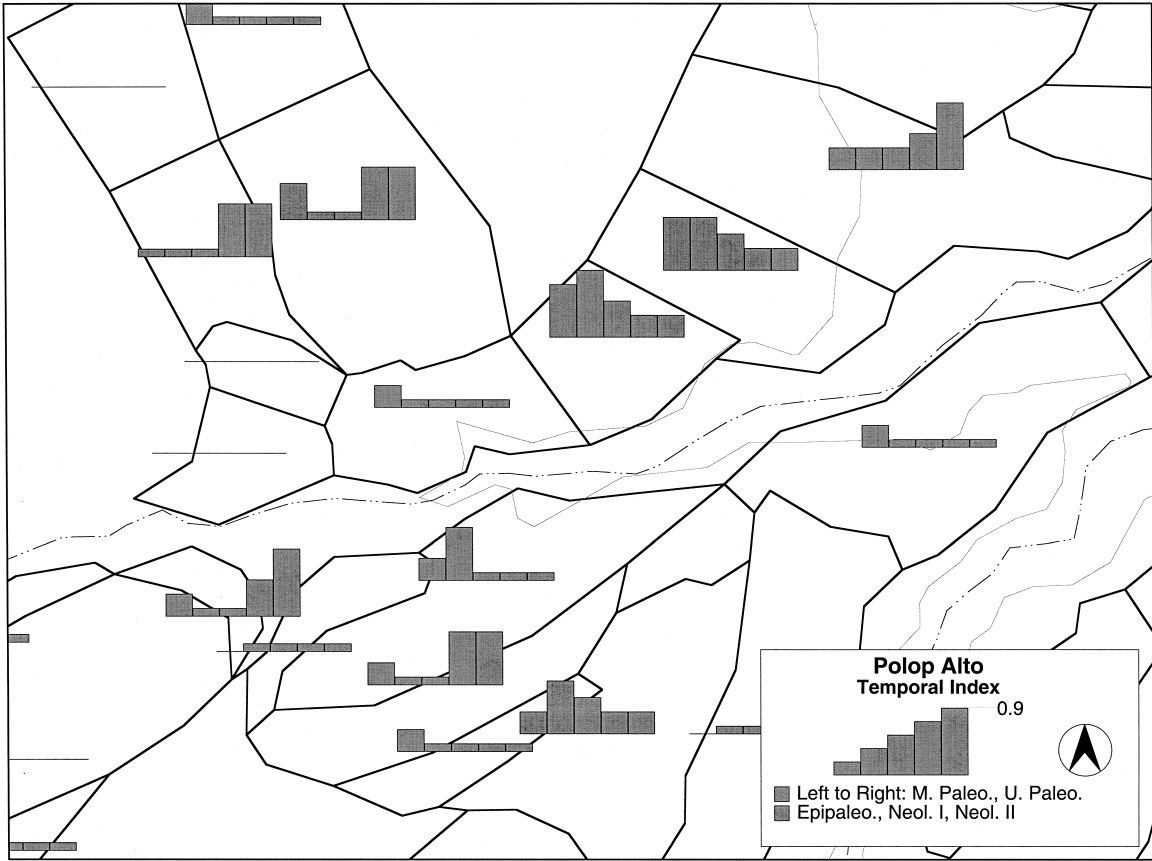 Polop Alto
Temporal Index
0.9
Left to Right: M. Paleo., U. Paleo.
Epipaleo., Neol. I, Neol. II